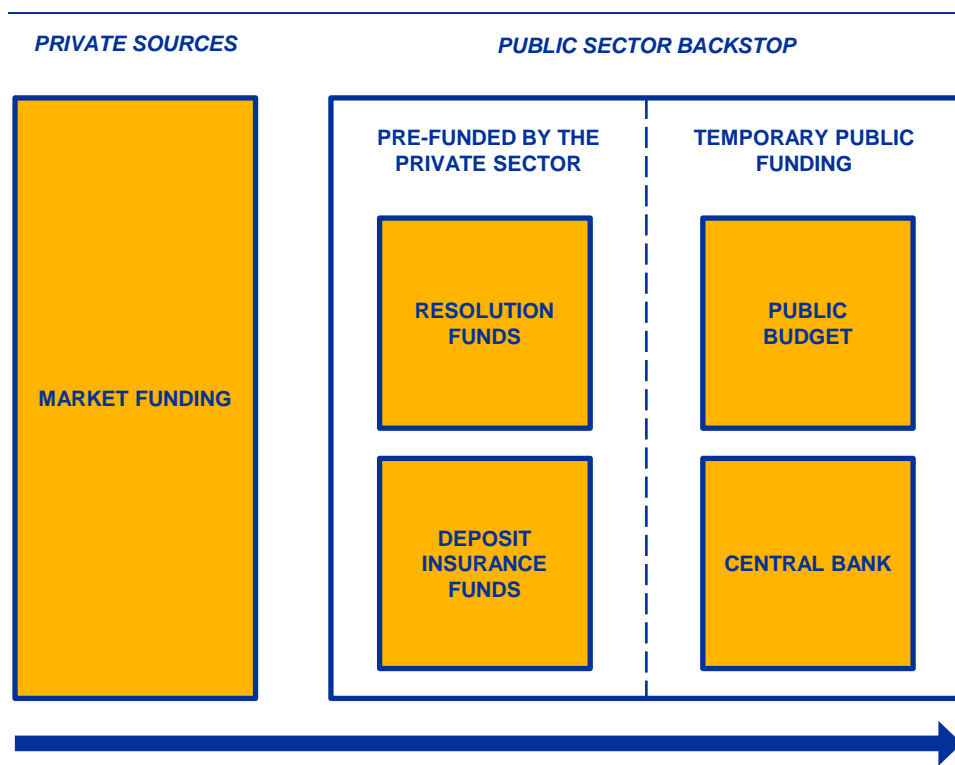 PRIVATE SOURCES
PUBLIC SECTOR BACKSTOP
PRE-FUNDED BY THE
PRIVATE SECTOR
TEMPORARY PUBLIC
FUNDING
RESOLUTION
FUNDS
PUBLIC
BUDGET
MARKET FUNDING
DEPOSIT
INSURANCE
FUNDS
CENTRAL BANK